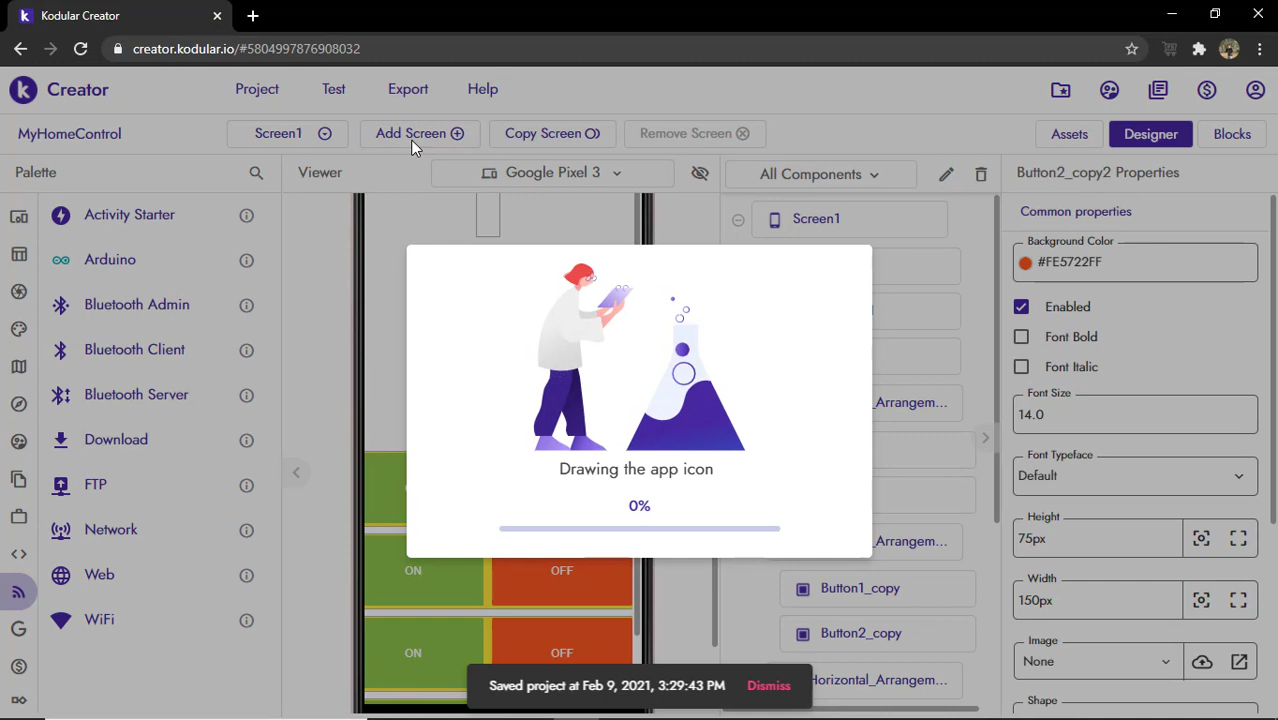 Kodular Creator
creator.kodular.io/#5804997876908032
Creator
Project
Test
Export
Help
MyHomeControl
Screen1
Add Screen
Copy Screen
Remove Screen
Assets
Designer
Blocks
Palette
Viewer
Google Pixel 3
All Components
Button2_copy2 Properties
Activity Starter
Arduino
Bluetooth Admin
Bluetooth Client
Bluetooth Server
Download
FTP
Network
Web
WiFi
Drawing the app icon
0%
ON
OFF
ON
OFF
Saved project at Feb 9, 2021, 3:29:43 PM
Dismiss
Screen1
_Arrangem...
_Arrangem...
Button1_copy
Button2_copy
Horizontal_Arrangem...
Common properties
Background Color
#FE5722FF
Enabled
Font Bold
Font Italic
Font Size
14.0
Font Typeface
Default
Height
75px
Width
150px
Image
None
Shape